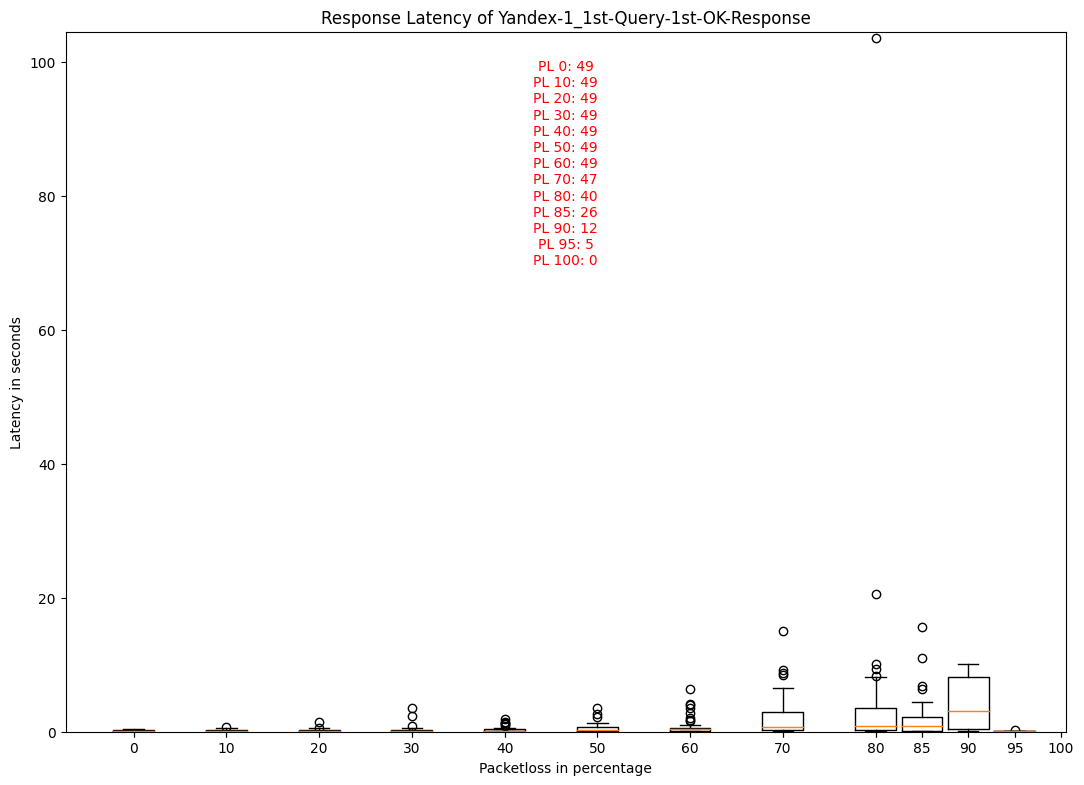 Response Latency of Yandex-1_1st-Query-1st-OK-Response
PL 0: 49
PL 10: 49
PL 20: 49
PL 30: 49
PL 40: 49
PL 50: 49
PL 60: 49
PL 70: 47
PL 80: 40
PL 85: 26
PL 90: 12
PL 95: 5
PL 100: 0
Latency in seconds
100
80
60
40
20
0
0 10 20 30 40 50 60 70 80 85 90 95 100
Packetloss in percentage